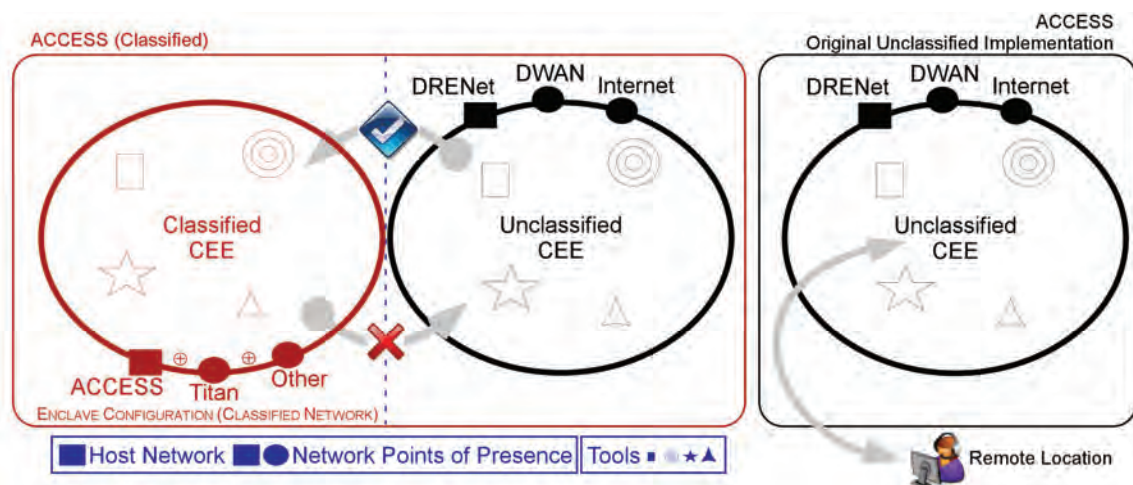 ACCESS (Classified)
ACCESS
Original Unclassified Implementation
DRENet
DWAN
Internet
Classified
CEE
Unclassified
CEE
ACCESS
Titan
Other
ENCLAVE CONFIGURATION (CLASSIFIED NETWORK)
DRENet
DWAN
Internet
Unclassified
CEE
Host Network
Network Points of Presence
Tools
Remote Location